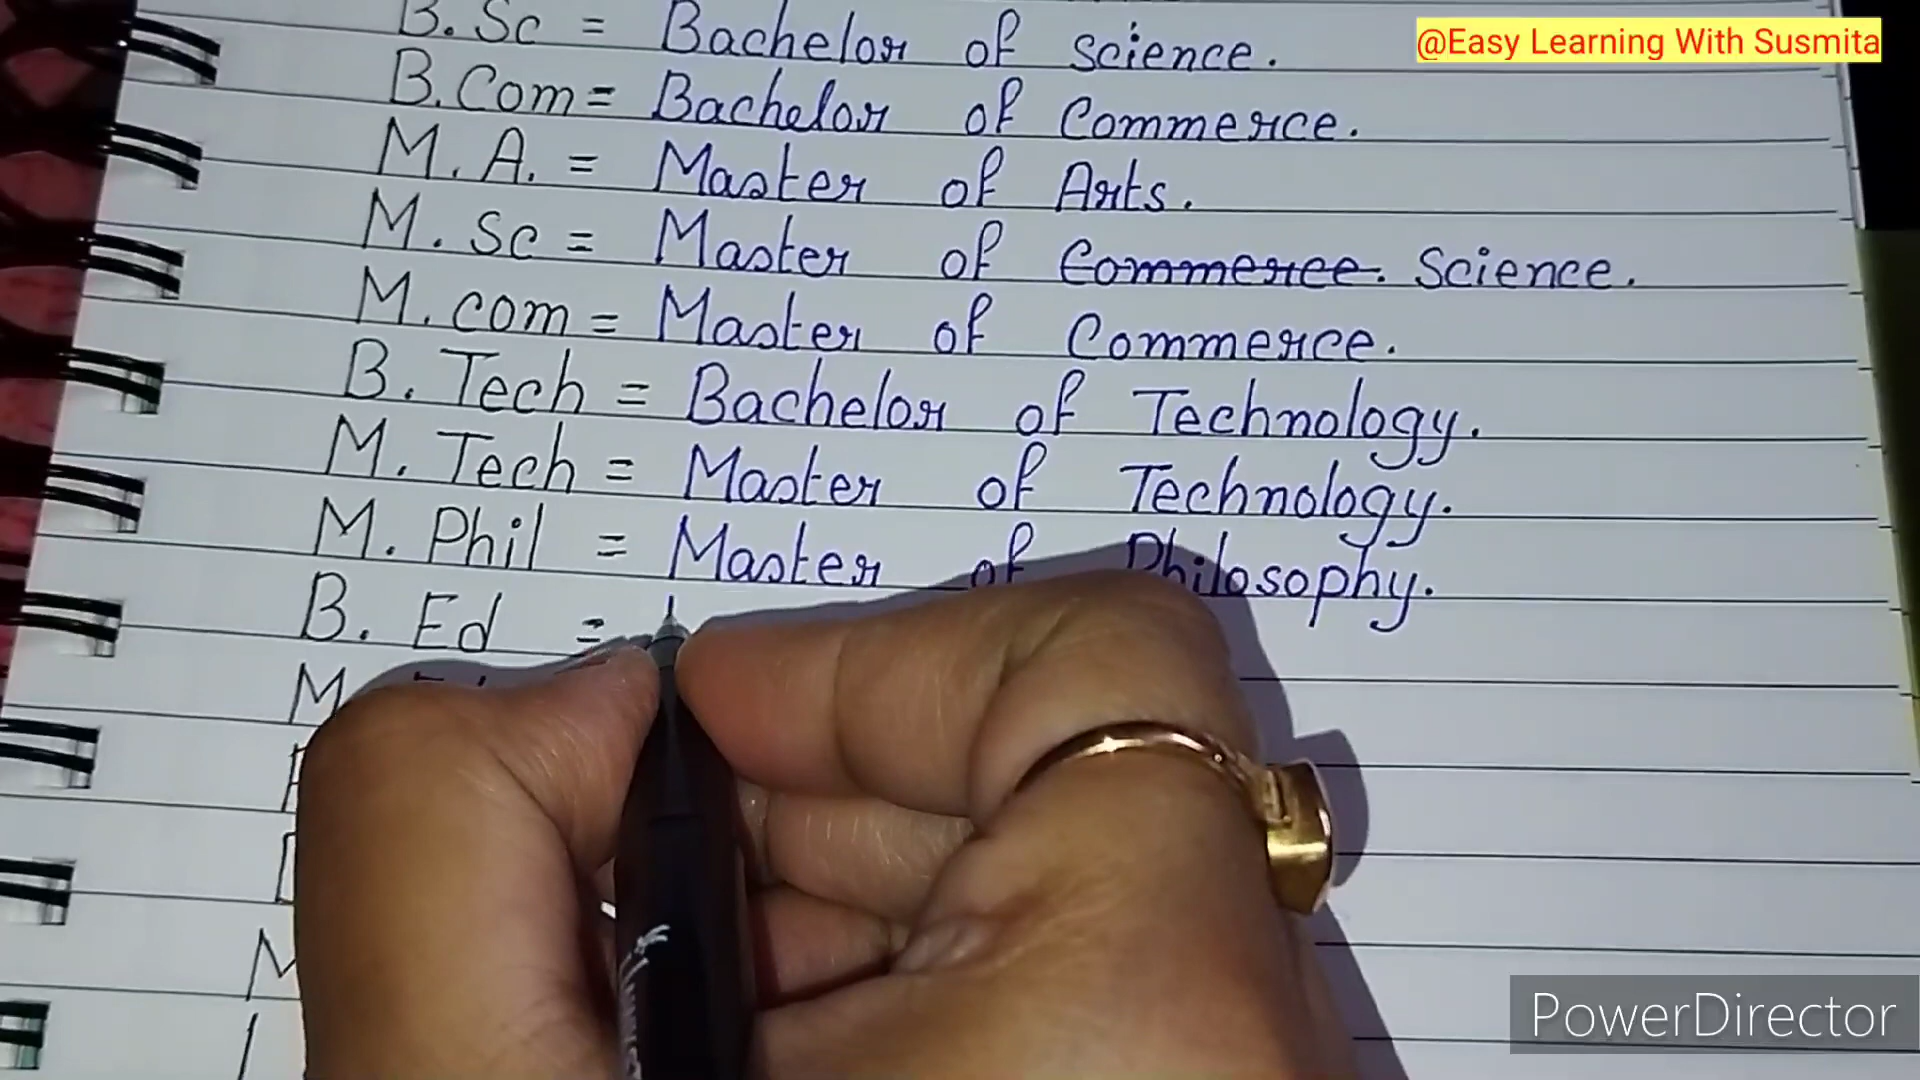 B.Sc = Bachelor of Science.
@Easy Learning With Susmita
B.Com = Bachelor of Commerce.
M.A. = Master of Arts.
M.Sc = Master of Commerce. Science.
M.com = Master of Commerce.
B.Tech = Bachelor of Technology.
M.Tech = Master of Technology.
M.Phil = Master of Philosophy.
B.Ed =
M
M
PowerDirector